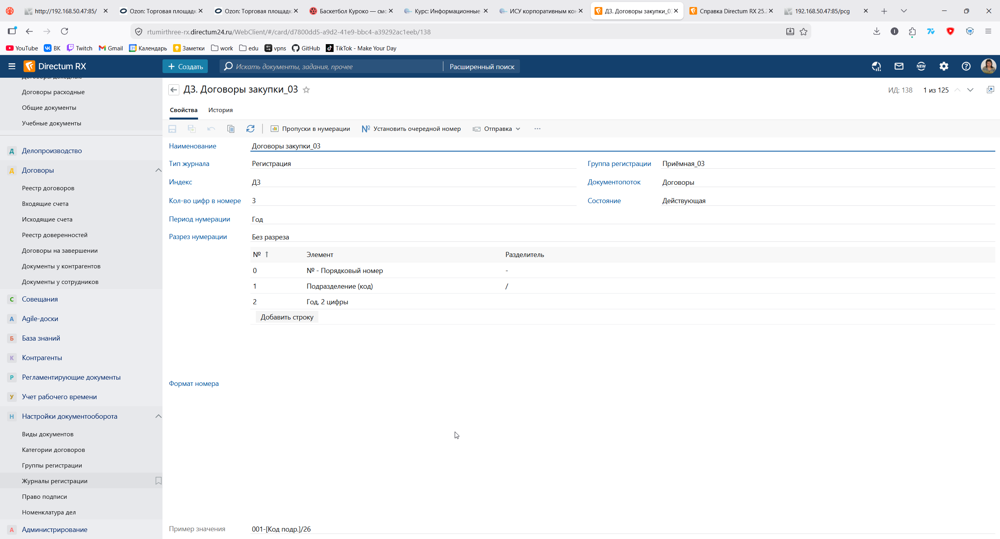 http://192.168.50.47:85/
Ozon: Торговая площадк
Ozon: Торговая площадк
Баскетбол Куроко — смо
Курс: Информационные
ИСУ корпоративным кон
ДЗ. Договоры закупки_03
Справка Directum RX 25.2
192.168.50.47:85/pcg
rtumirthree-rx.directum24.ru/WebClient/#/card/d7800dd5-a9d2-41e9-bbc4-a39292ac1eeb/138
YouTube
ВК
Twitch
Gmail
Календарь
Заметки
work
edu
vpns
GitHub
TikTok - Make Your Day
Directum RX
Создать
Искать документы, задания, прочее
Расширенный поиск
NEW
Договоры доходные
Договоры расходные
Общие документы
Учебные документы
Д Делопроизводство
Д Договоры
Реестр договоров
Входящие счета
Исходящие счета
Реестр доверенностей
Договоры на завершении
Документы у контрагентов
Документы у сотрудников
С Совещания
A Agile-доски
Б База знаний
К Контрагенты
Р Регламентирующие документы
У Учет рабочего времени
Н Настройки документооборота
Виды документов
Категории договоров
Группы регистрации
Журналы регистрации
Право подписи
Номенклатура дел
А Администрирование
ДЗ. Договоры закупки_03
ИД: 138
1 из 125
Свойства
История
Пропуски в нумерации
Установить очередной номер
Отправка
Наименование Договоры закупки_03
Тип журнала Регистрация
Группа регистрации Приёмная_03
Индекс ДЗ
Документопоток Договоры
Кол-во цифр в номере 3
Состояние Действующая
Период нумерации Год
Разрез нумерации Без разреза
№ Элемент Разделитель
0 № - Порядковый номер -
1 Подразделение (код) /
2 Год, 2 цифры
Добавить строку
Формат номера
Пример значения 001-[Код подр.]/26